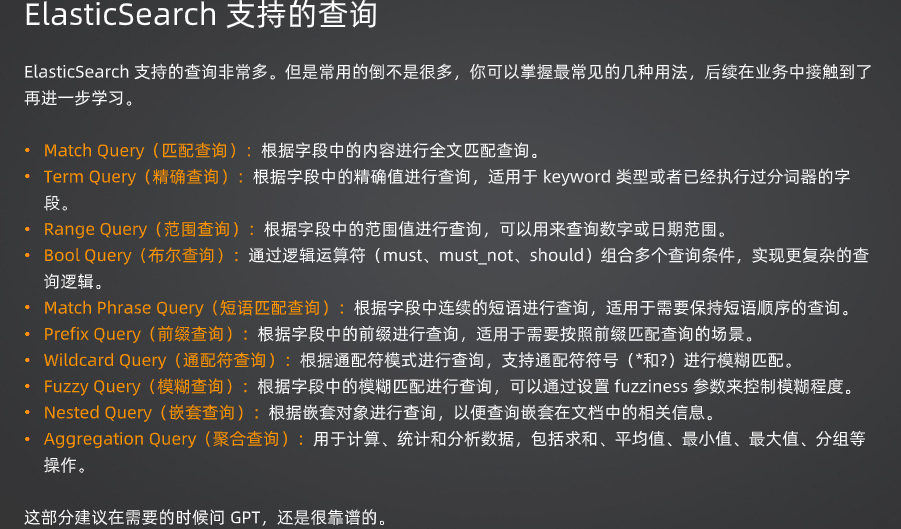 ElasticSearch 支持的查询
ElasticSearch 支持的查询非常多。但是常用的倒不是很多，你可以掌握最常见的几种用法，后续在业务中接触到了
再进一步学习。
• Match Query（匹配查询）：根据字段中的内容进行全文匹配查询。
• Term Query（精确查询）：根据字段中的精确值进行查询，适用于 keyword 类型或者已经执行过分词器的字
段。
• Range Query（范围查询）：根据字段中的范围值进行查询，可以用来查询数字或日期范围。
• Bool Query（布尔查询）：通过逻辑运算符（must、must_not、should）组合多个查询条件，实现更复杂的查
询逻辑。
• Match Phrase Query（短语匹配查询）：根据字段中连续的短语进行查询，适用于需要保持短语顺序的查询。
• Prefix Query（前缀查询）：根据字段中的前缀进行查询，适用于需要按照前缀匹配查询的场景。
• Wildcard Query（通配符查询）：根据通配符模式进行查询，支持通配符符号（*和?）进行模糊匹配。
• Fuzzy Query（模糊查询）：根据字段中的模糊匹配进行查询，可以通过设置 fuzziness 参数来控制模糊程度。
• Nested Query（嵌套查询）：根据嵌套对象进行查询，以便查询嵌套在文档中的相关信息。
• Aggregation Query（聚合查询）：用于计算、统计和分析数据，包括求和、平均值、最小值、最大值、分组等
操作。
这部分建议在需要的时候问 GPT，还是很靠谱的。